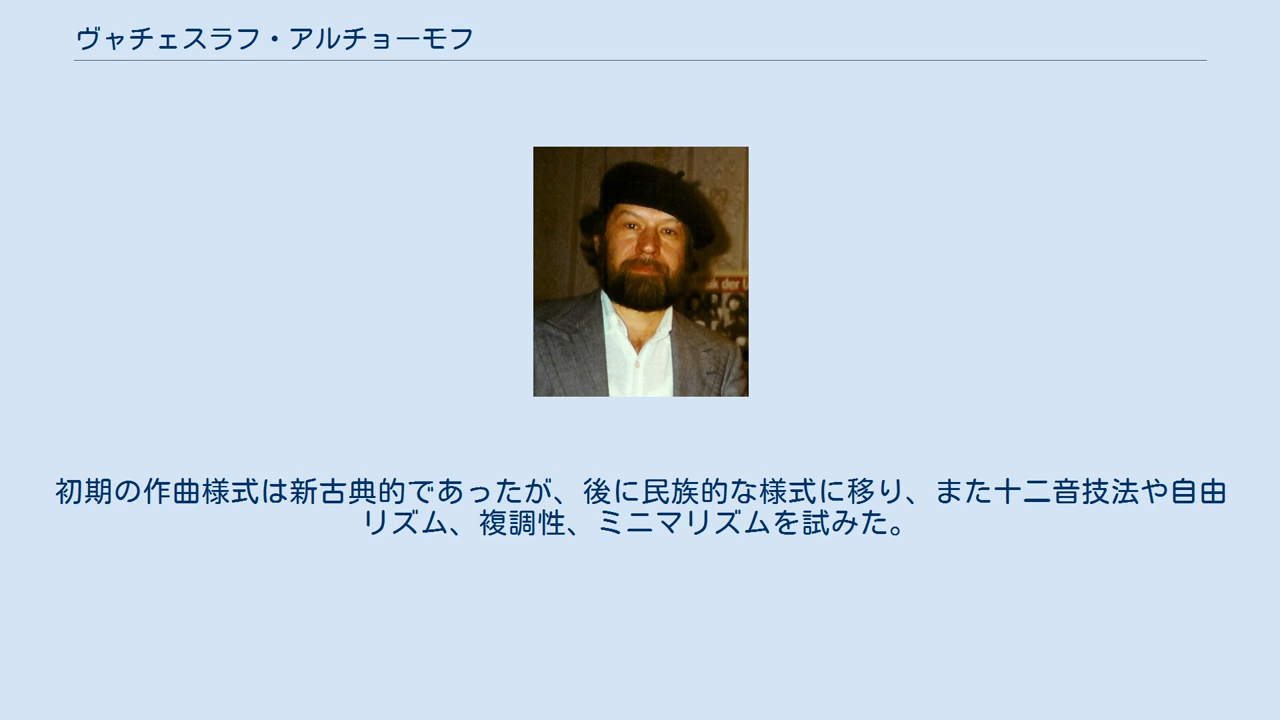 ヴャチェスラフ・アルチョーモフ
der
初期の作曲様式は新古典的であったが、後に民族的な様式に移り、また十二音技法や自由
リズム、複調性、ミニマリズムを試みた。